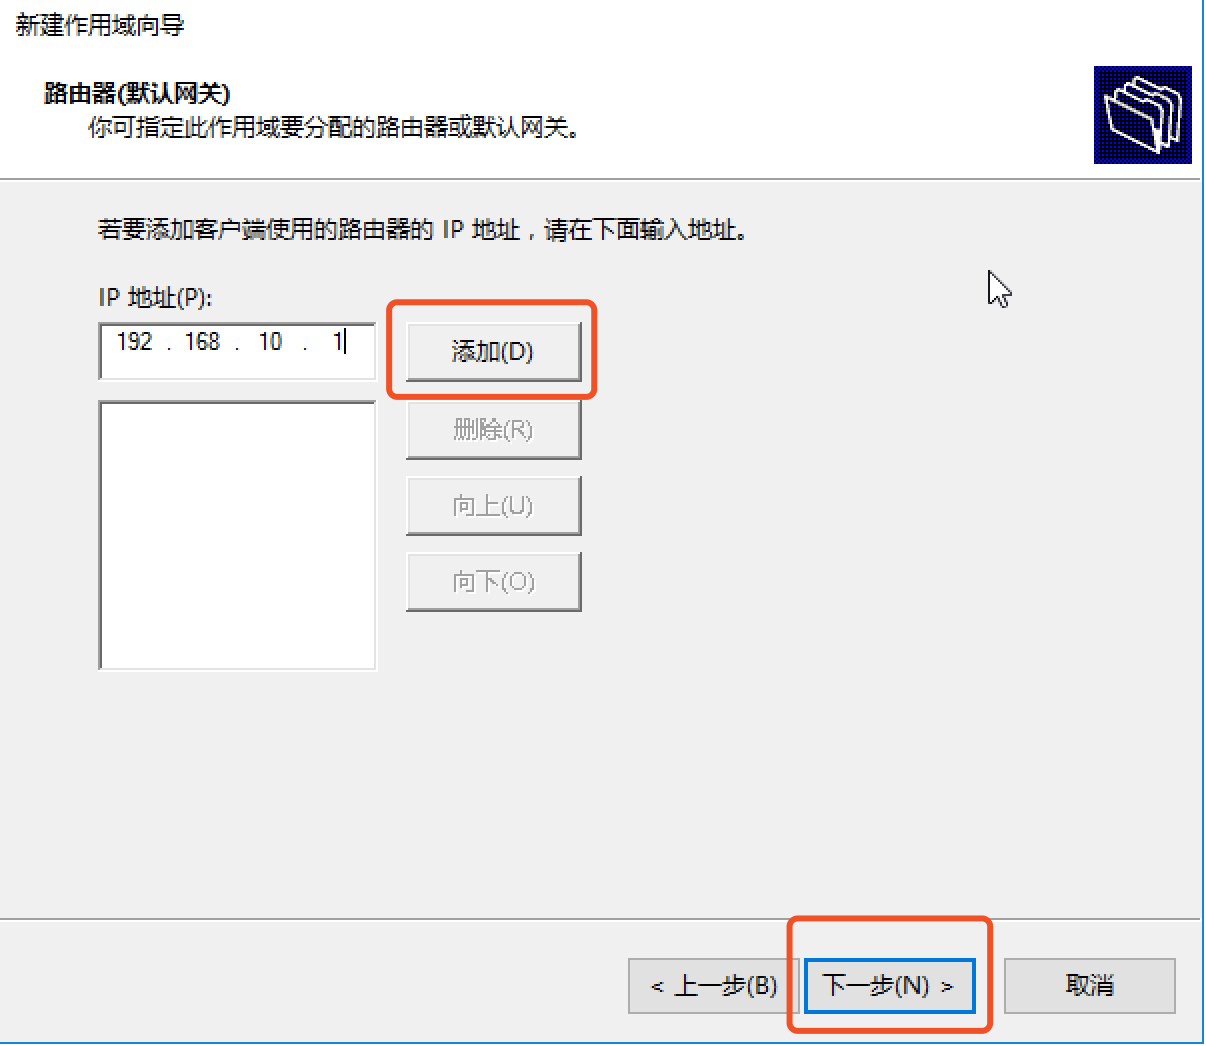 新建作用域向导
路由器(默认网关)
你可指定此作用域要分配的路由器或默认网关。
若要添加客户端使用的路由器的 IP 地址，请在下面输入地址。
IP 地址(P):
192 . 168 . 10 . 1
添加(D)
删除(R)
向上(U)
向下(O)
< 上一步(B)
下一步(N) >
取消